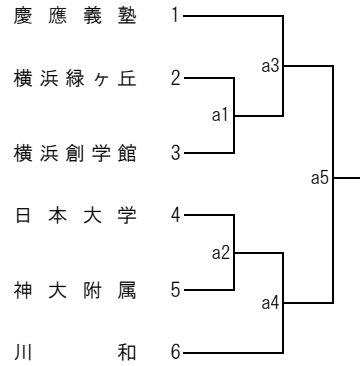 慶應義塾 1
a3
横浜緑ヶ丘 2
a1
横浜創学館 3
a5
日本大学 4
a2
神大附属 5
a4
川和 6